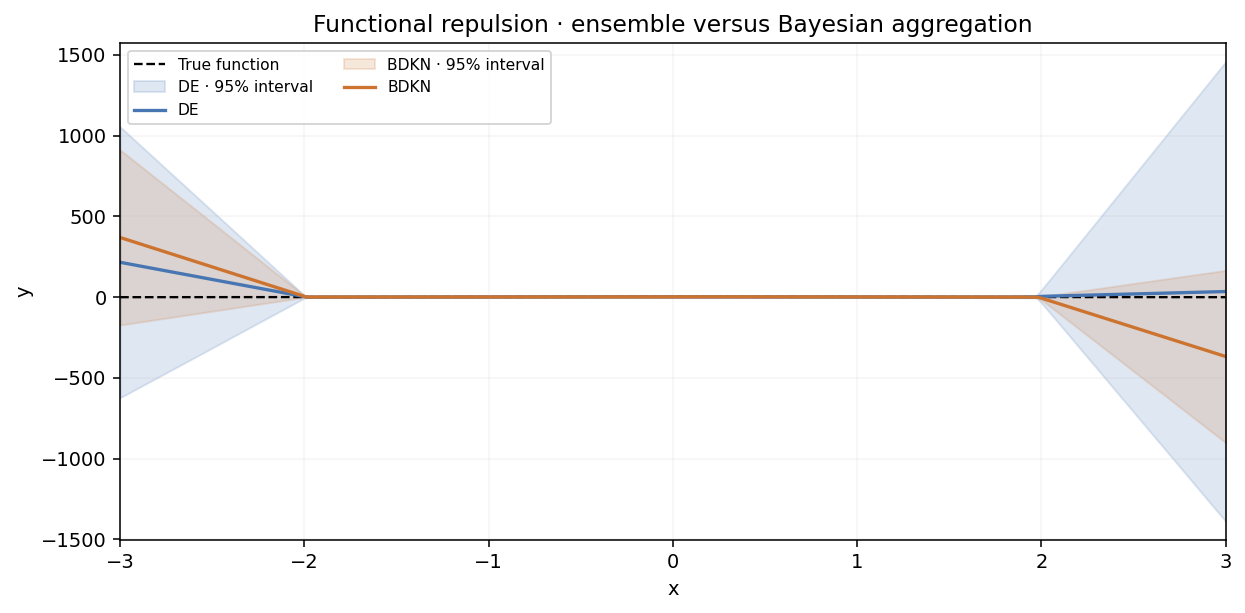 Functional repulsion · ensemble versus Bayesian aggregation
True function
DE · 95% interval
DE
BDKN · 95% interval
BDKN
y
1500
1000
500
0
−500
−1000
−1500
−3
−2
−1
0
1
2
3
x